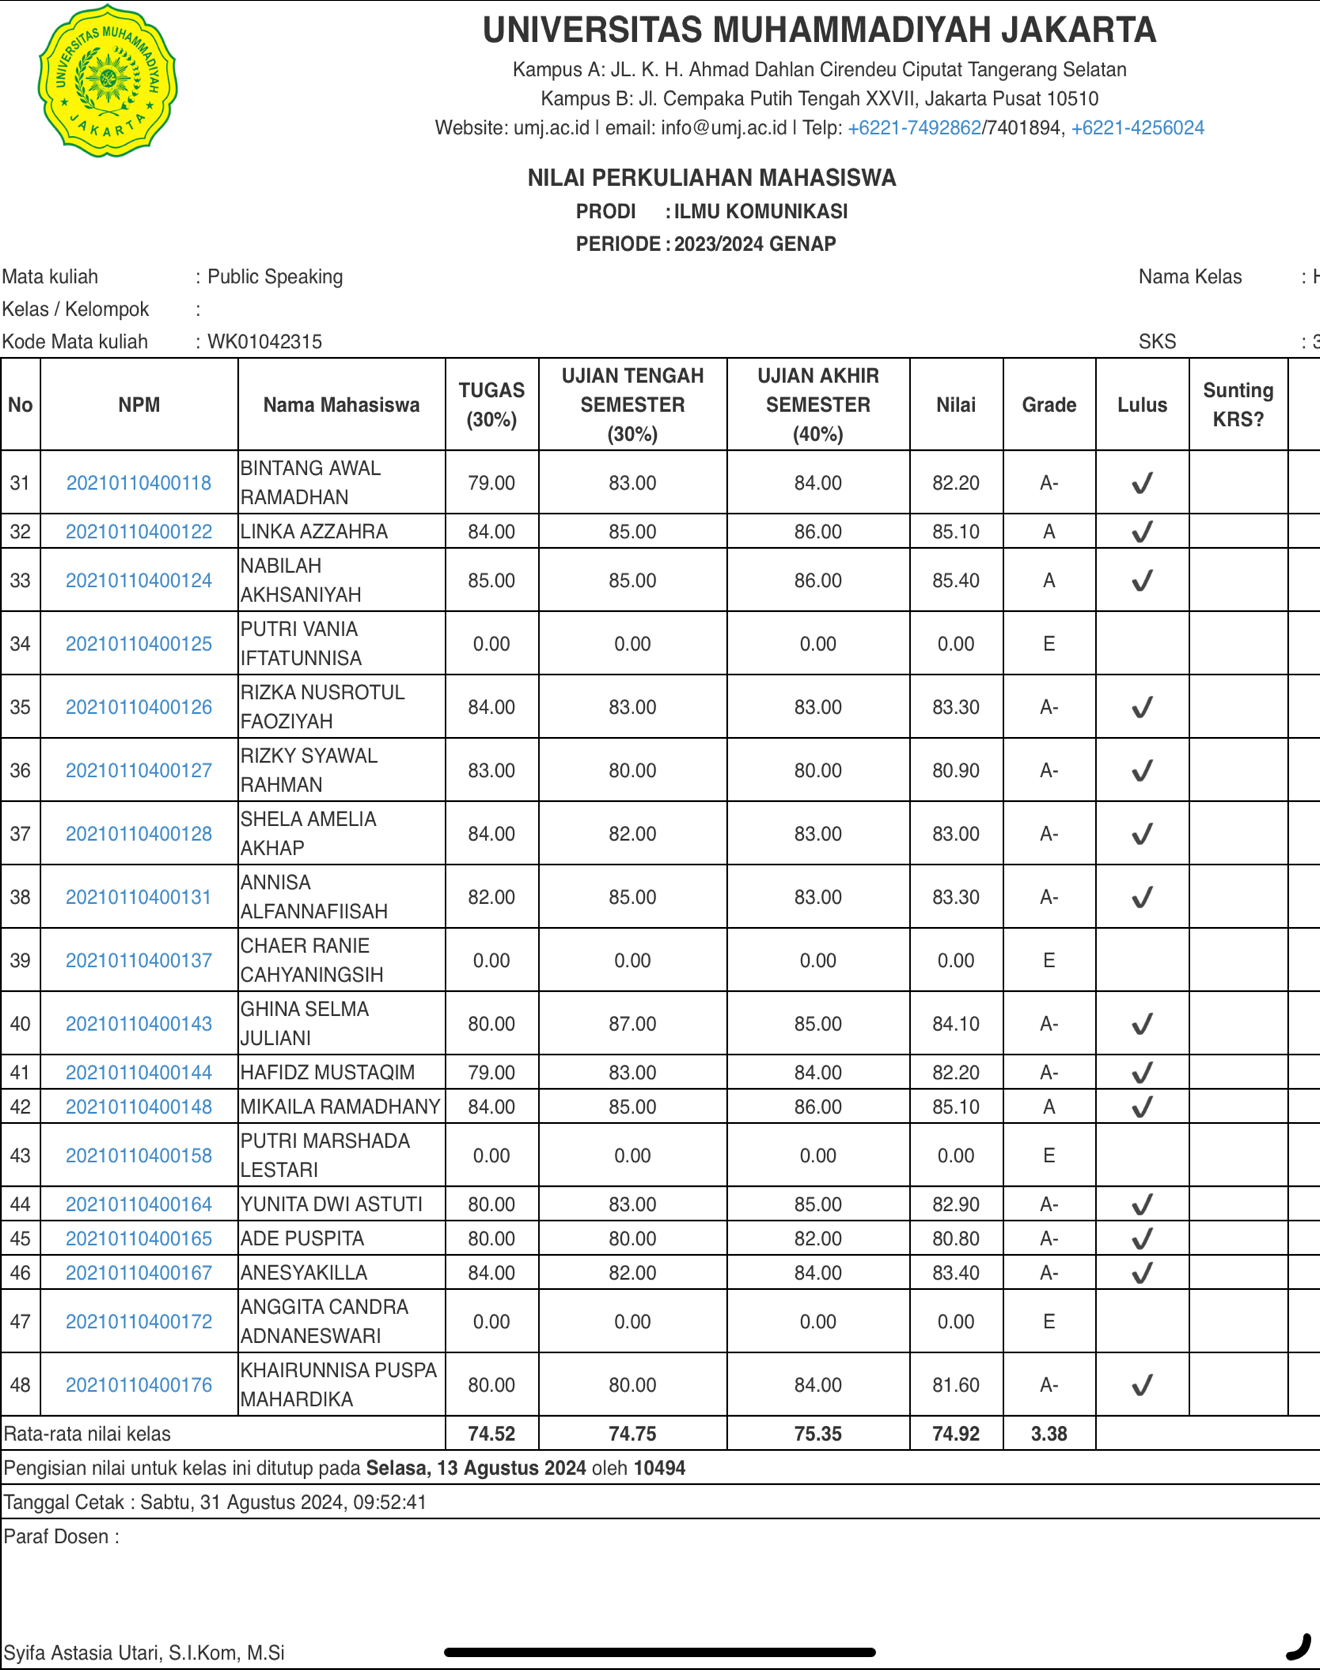 UNIVERSITAS MUHAMMADIYAH
JAKARTA
UNIVERSITAS MUHAMMADIYAH JAKARTA
Kampus A: JL. K. H. Ahmad Dahlan Cirendeu Ciputat Tangerang Selatan
Kampus B: Jl. Cempaka Putih Tengah XXVII, Jakarta Pusat 10510
Website: umj.ac.id | email: info@umj.ac.id | Telp: +6221-7492862/7401894, +6221-4256024
NILAI PERKULIAHAN MAHASISWA
PRODI : ILMU KOMUNIKASI
PERIODE : 2023/2024 GENAP
Mata kuliah : Public Speaking Nama Kelas : H
Kelas / Kelompok :
Kode Mata kuliah : WK01042315 SKS : 3
No NPM Nama Mahasiswa TUGAS (30%) UJIAN TENGAH SEMESTER (30%) UJIAN AKHIR SEMESTER (40%) Nilai Grade Lulus Sunting KRS?
31 20210110400118 BINTANG AWAL RAMADHAN 79.00 83.00 84.00 82.20 A- ✓
32 20210110400122 LINKA AZZAHRA 84.00 85.00 86.00 85.10 A ✓
33 20210110400124 NABILAH AKHSANIYAH 85.00 85.00 86.00 85.40 A ✓
34 20210110400125 PUTRI VANIA IFTATUNNISA 0.00 0.00 0.00 0.00 E
35 20210110400126 RIZKA NUSROTUL FAOZIYAH 84.00 83.00 83.00 83.30 A- ✓
36 20210110400127 RIZKY SYAWAL RAHMAN 83.00 80.00 80.00 80.90 A- ✓
37 20210110400128 SHELA AMELIA AKHAP 84.00 82.00 83.00 83.00 A- ✓
38 20210110400131 ANNISA ALFANNAFIISAH 82.00 85.00 83.00 83.30 A- ✓
39 20210110400137 CHAER RANIE CAHYANINGSIH 0.00 0.00 0.00 0.00 E
40 20210110400143 GHINA SELMA JULIANI 80.00 87.00 85.00 84.10 A- ✓
41 20210110400144 HAFIDZ MUSTAQIM 79.00 83.00 84.00 82.20 A- ✓
42 20210110400148 MIKAILA RAMADHANY 84.00 85.00 86.00 85.10 A ✓
43 20210110400158 PUTRI MARSHADA LESTARI 0.00 0.00 0.00 0.00 E
44 20210110400164 YUNITA DWI ASTUTI 80.00 83.00 85.00 82.90 A- ✓
45 20210110400165 ADE PUSPITA 80.00 80.00 82.00 80.80 A- ✓
46 20210110400167 ANESYAKILLA 84.00 82.00 84.00 83.40 A- ✓
47 20210110400172 ANGGITA CANDRA ADNANESWARI 0.00 0.00 0.00 0.00 E
48 20210110400176 KHAIRUNNISA PUSPA MAHARDIKA 80.00 80.00 84.00 81.60 A- ✓
Rata-rata nilai kelas 74.52 74.75 75.35 74.92 3.38
Pengisian nilai untuk kelas ini ditutup pada Selasa, 13 Agustus 2024 oleh 10494
Tanggal Cetak : Sabtu, 31 Agustus 2024, 09:52:41
Paraf Dosen :
Syifa Astasia Utari, S.I.Kom, M.Si